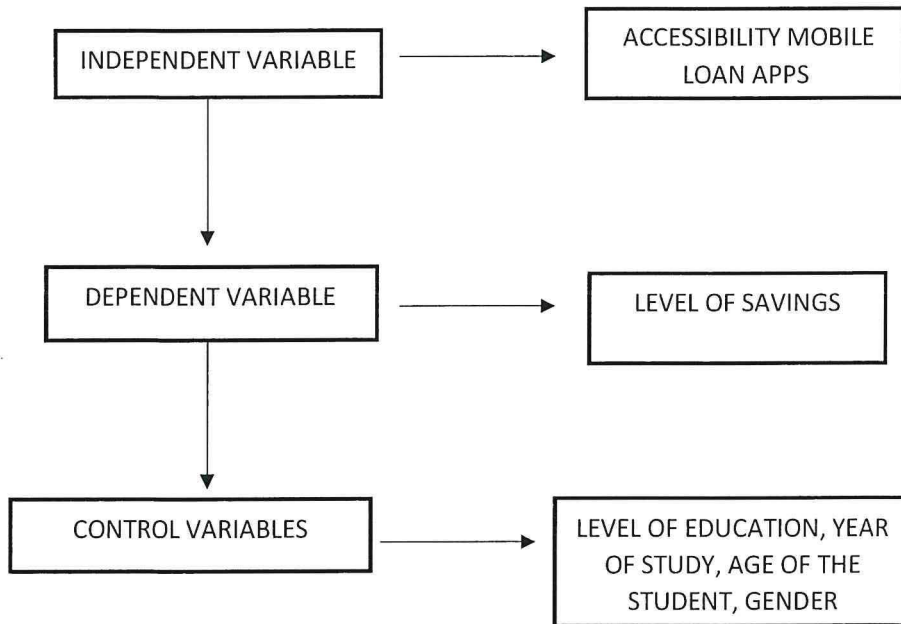 INDEPENDENT VARIABLE
ACCESSIBILITY MOBILE
LOAN APPS
DEPENDENT VARIABLE
LEVEL OF SAVINGS
CONTROL VARIABLES
LEVEL OF EDUCATION, YEAR
OF STUDY, AGE OF THE
STUDENT, GENDER